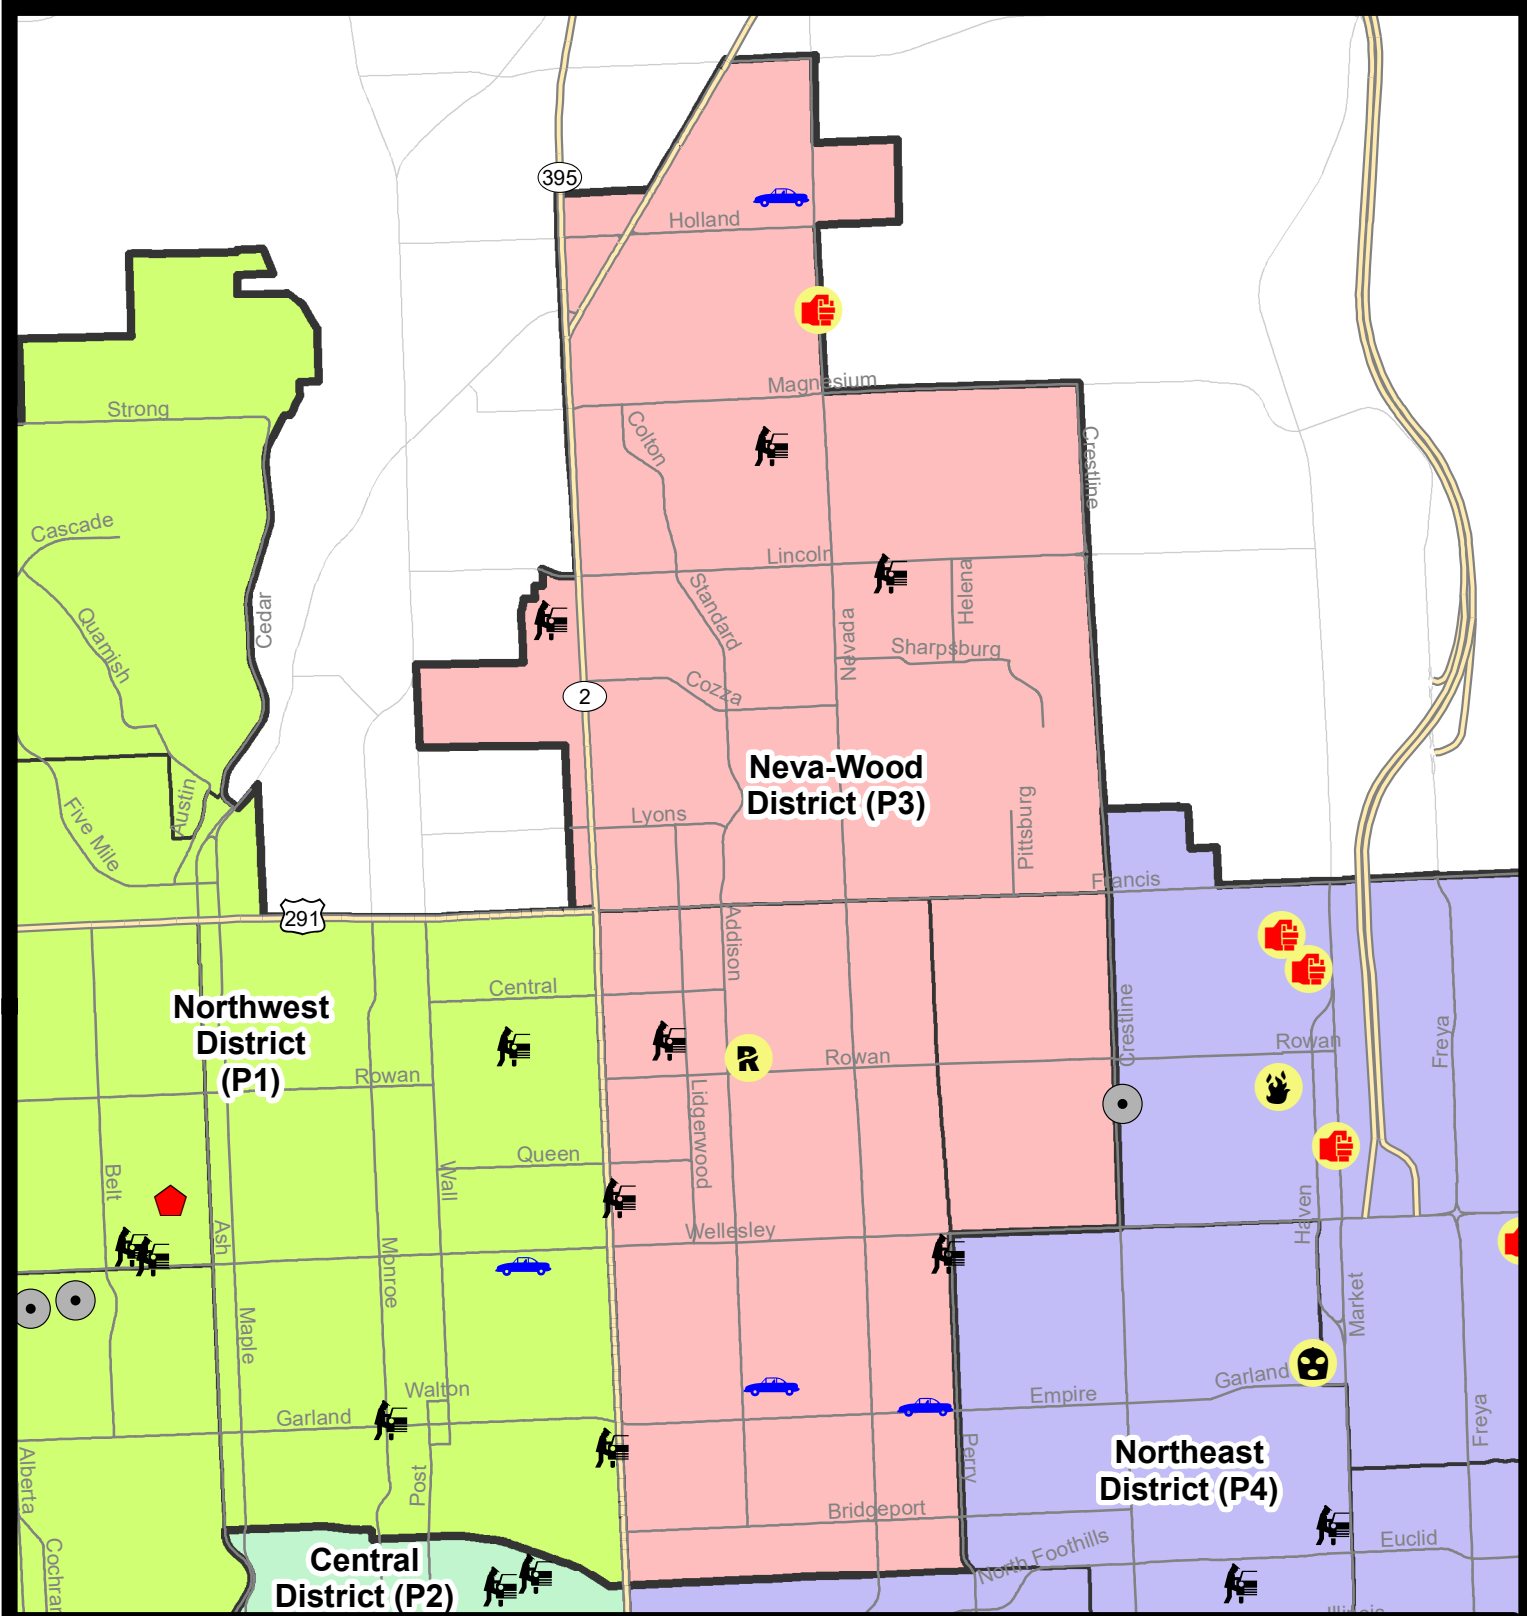 395
Holland
Magnesium
Strong
Colton
Crestline
Cascade
Lincoln
Helena
Standard
Cedar
Quamish
Nevada
Sharpsburg
2
Cozza
Neva-Wood
District (P3)
Austin
Five Mile
Lyons
Pittsburg
Francis
291
Addison
Central
Northwest
District
(P1)
Crestline
Freya
Rowan
Rowan
Rowan
Lidgerwood
Queen
Belt
Wall
Haven
Ash
Wellesley
Monroe
Market
Maple
Walton
Garland
Garland
Empire
Freya
Perry
Northeast
District (P4)
Alberta
Post
Bridgeport
Euclid
North Foothills
Central
District (P2)